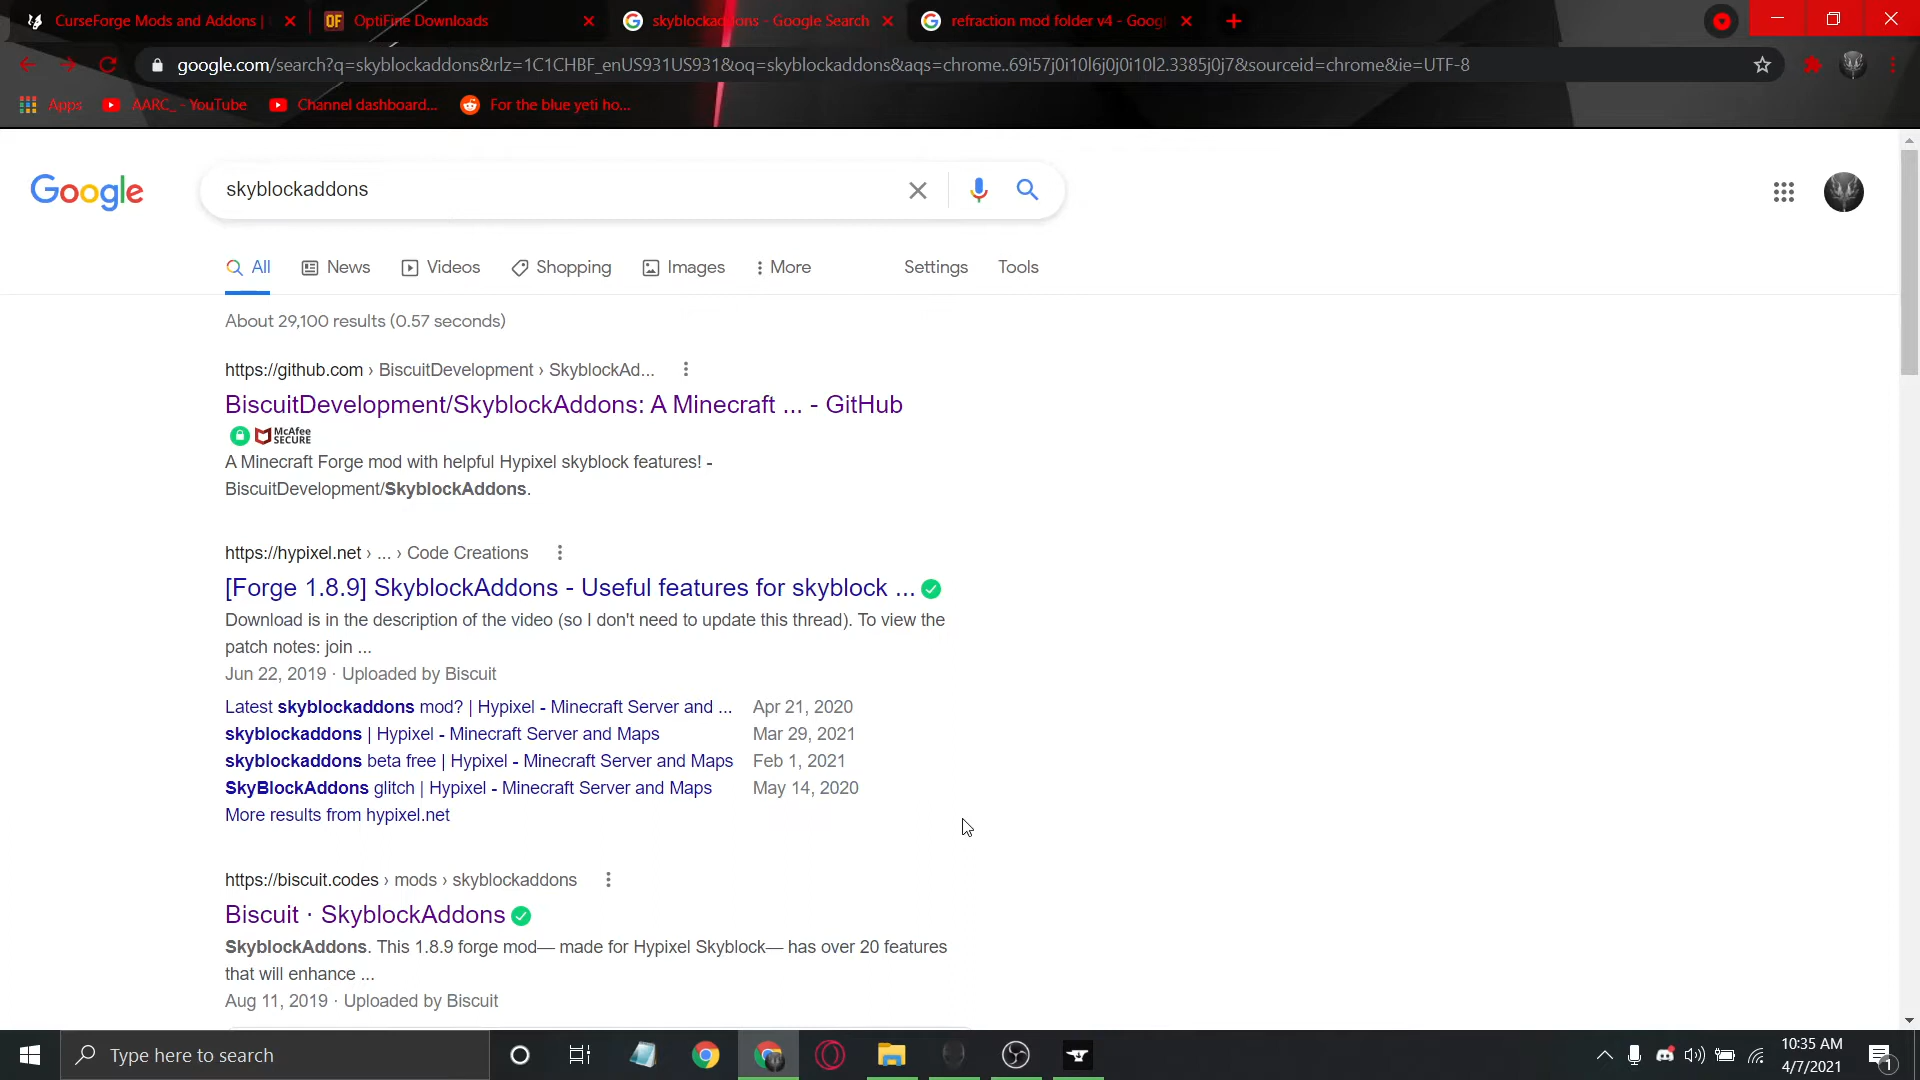 CurseForge Mods and Addons |
OptiFine Downloads
skyblockaddons - Google Search
refraction mod folder v4 - Goog
google.com/search?q=skyblockaddons&rlz=1C1CHBF_enUS931US931&oq=skyblockaddons&aqs=chrome..69i57j0i10l6j0j0i10l2.3385j0j7&sourceid=chrome&ie=UTF-8
Apps
AARC_ - YouTube
Channel dashboard...
For the blue yeti ho...
Google
skyblockaddons
All
News
Videos
Shopping
Images
More
Settings
Tools
About 29,100 results (0.57 seconds)
https://github.com › BiscuitDevelopment › SkyblockAd...
BiscuitDevelopment/SkyblockAddons: A Minecraft ... - GitHub
McAfee
SECURE
A Minecraft Forge mod with helpful Hypixel skyblock features! -
BiscuitDevelopment/SkyblockAddons.
https://hypixel.net › ... › Code Creations
[Forge 1.8.9] SkyblockAddons - Useful features for skyblock ...
Download is in the description of the video (so I don't need to update this thread). To view the
patch notes: join ...
Jun 22, 2019 · Uploaded by Biscuit
Latest skyblockaddons mod? | Hypixel - Minecraft Server and ... Apr 21, 2020
skyblockaddons | Hypixel - Minecraft Server and Maps Mar 29, 2021
skyblockaddons beta free | Hypixel - Minecraft Server and Maps Feb 1, 2021
SkyBlockAddons glitch | Hypixel - Minecraft Server and Maps May 14, 2020
More results from hypixel.net
https://biscuit.codes › mods › skyblockaddons
Biscuit · SkyblockAddons
SkyblockAddons. This 1.8.9 forge mod— made for Hypixel Skyblock— has over 20 features
that will enhance ...
Aug 11, 2019 · Uploaded by Biscuit
Type here to search
10:35 AM
4/7/2021
1